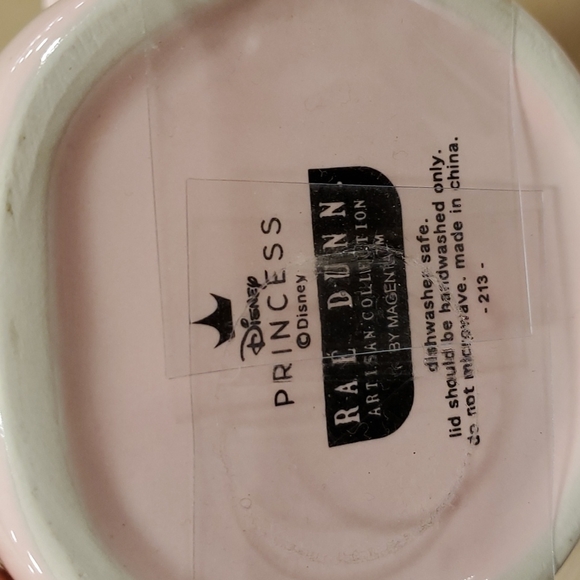 Disney
PRINCESS
©Disney
RAE DUNN.
ARTISAN COLLECTION
BY MAGENTA
dishwasher safe.
lid should be handwashed only.
do not microwave. made in china.
- 213 -